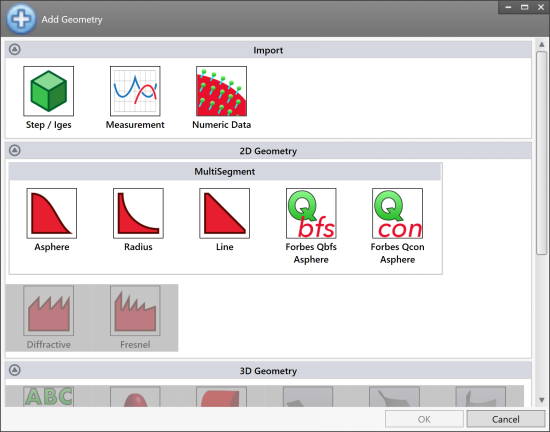 Add Geometry
Import
Step / Iges
Measurement
Numeric Data
2D Geometry
MultiSegment
Q
bfs
Q
con
Asphere
Radius
Line
Forbes Qbfs
Asphere
Forbes Qcon
Asphere
Diffractive
Fresnel
3D Geometry
ABC
OK
Cancel